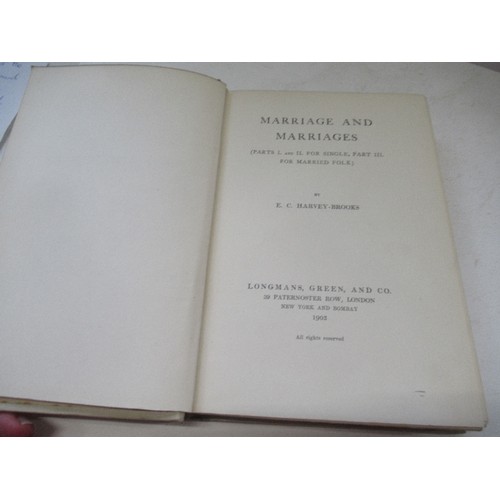 MARRIAGE AND
MARRIAGES
(PARTS I. AND II. FOR SINGLE, PART III.
FOR MARRIED FOLK)
BY
E. C. HARVEY-BROOKS
LONGMANS, GREEN, AND CO.
39 PATERNOSTER ROW, LONDON
NEW YORK AND BOMBAY
1903
All rights reserved